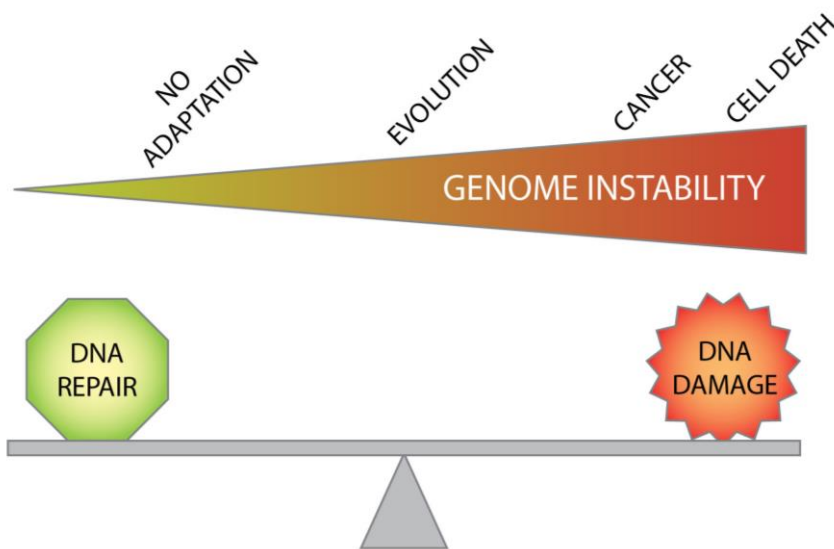 NO
ADAPTATION
EVOLUTION
CANCER
CELL DEATH
GENOME INSTABILITY
DNA
REPAIR
DNA
DAMAGE